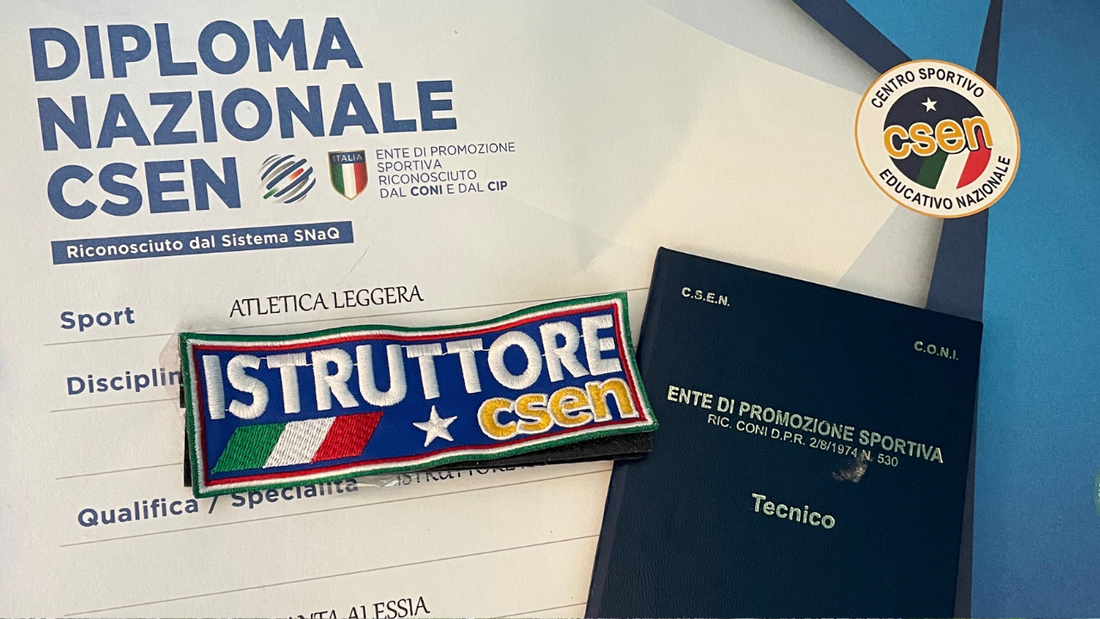 DIPLOMA
NAZIONALE
CSEN
ITALIA
ENTE DI PROMOZIONE
SPORTIVA
RICONOSCIUTO
DAL CONI E DAL CIP
Riconosciuto dal Sistema SNaQ
CENTRO SPORTIVO
csen
EDUCATIVO NAZIONALE
Sport ATLETICA LEGGERA
Disciplin
ISTRUTTORE
csen
Qualifica / Specialità
ALESSIA
C.S.E.N.
C.O.N.I.
ENTE DI PROMOZIONE SPORTIVA
RIC. CONI D.P.R. 2/8/1974 N. 530
Tecnico